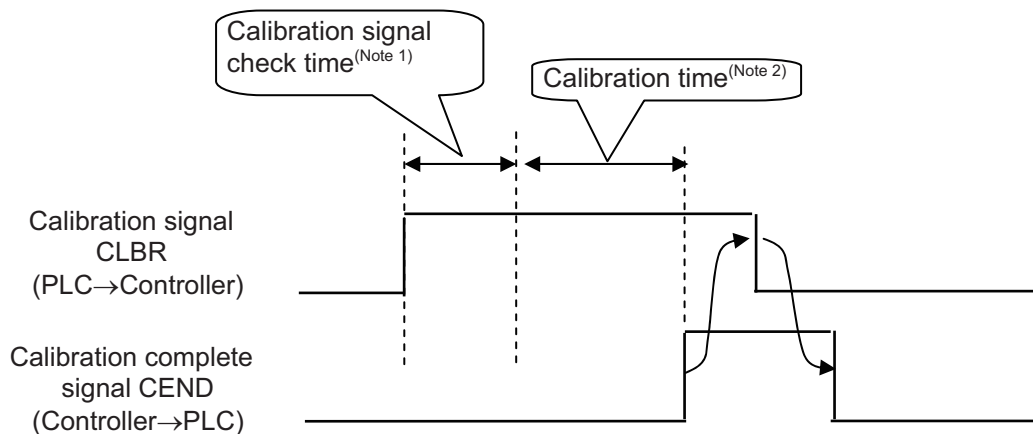 Calibration signal
check time(Note 1)
Calibration time(Note 2)
Calibration signal
CLBR
(PLC→Controller)
Calibration complete
signal CEND
(Controller→PLC)